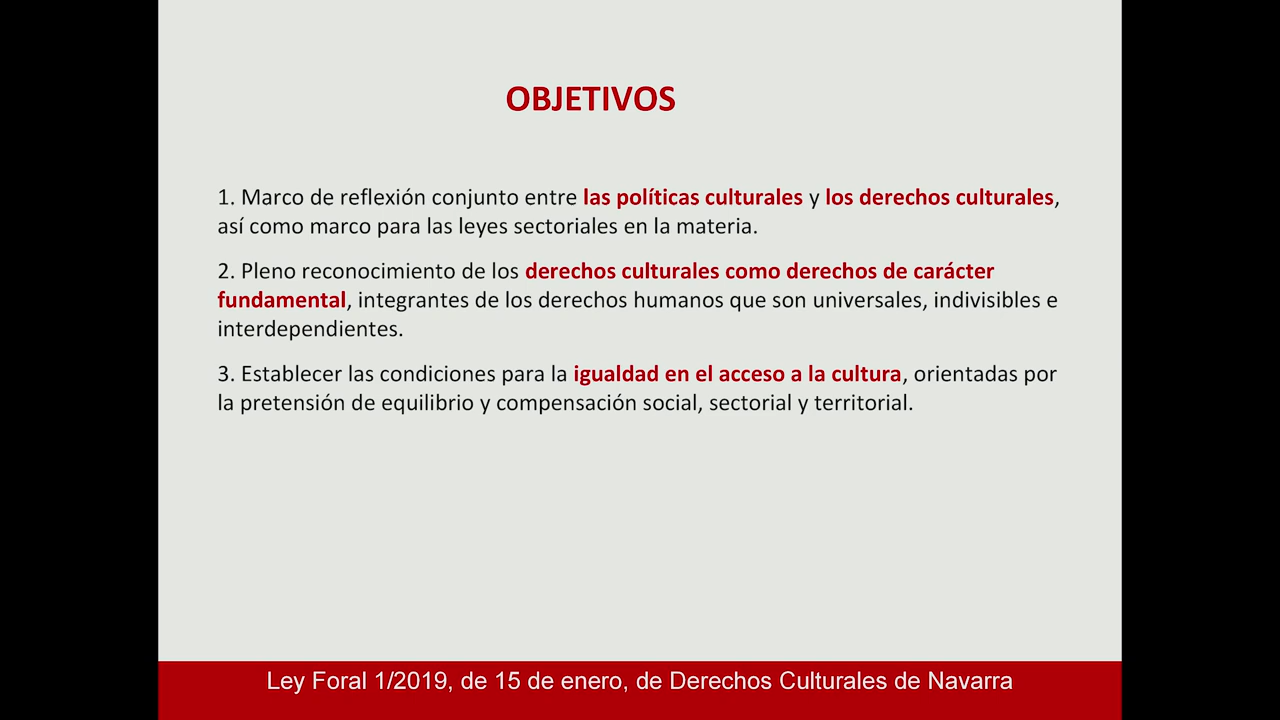 OBJETIVOS
1. Marco de reflexión conjunto entre las políticas culturales y los derechos culturales,
así como marco para las leyes sectoriales en la materia.
2. Pleno reconocimiento de los derechos culturales como derechos de carácter
fundamental, integrantes de los derechos humanos que son universales, indivisibles e
interdependientes.
3. Establecer las condiciones para la igualdad en el acceso a la cultura, orientadas por
la pretensión de equilibrio y compensación social, sectorial y territorial.
Ley Foral 1/2019, de 15 de enero, de Derechos Culturales de Navarra